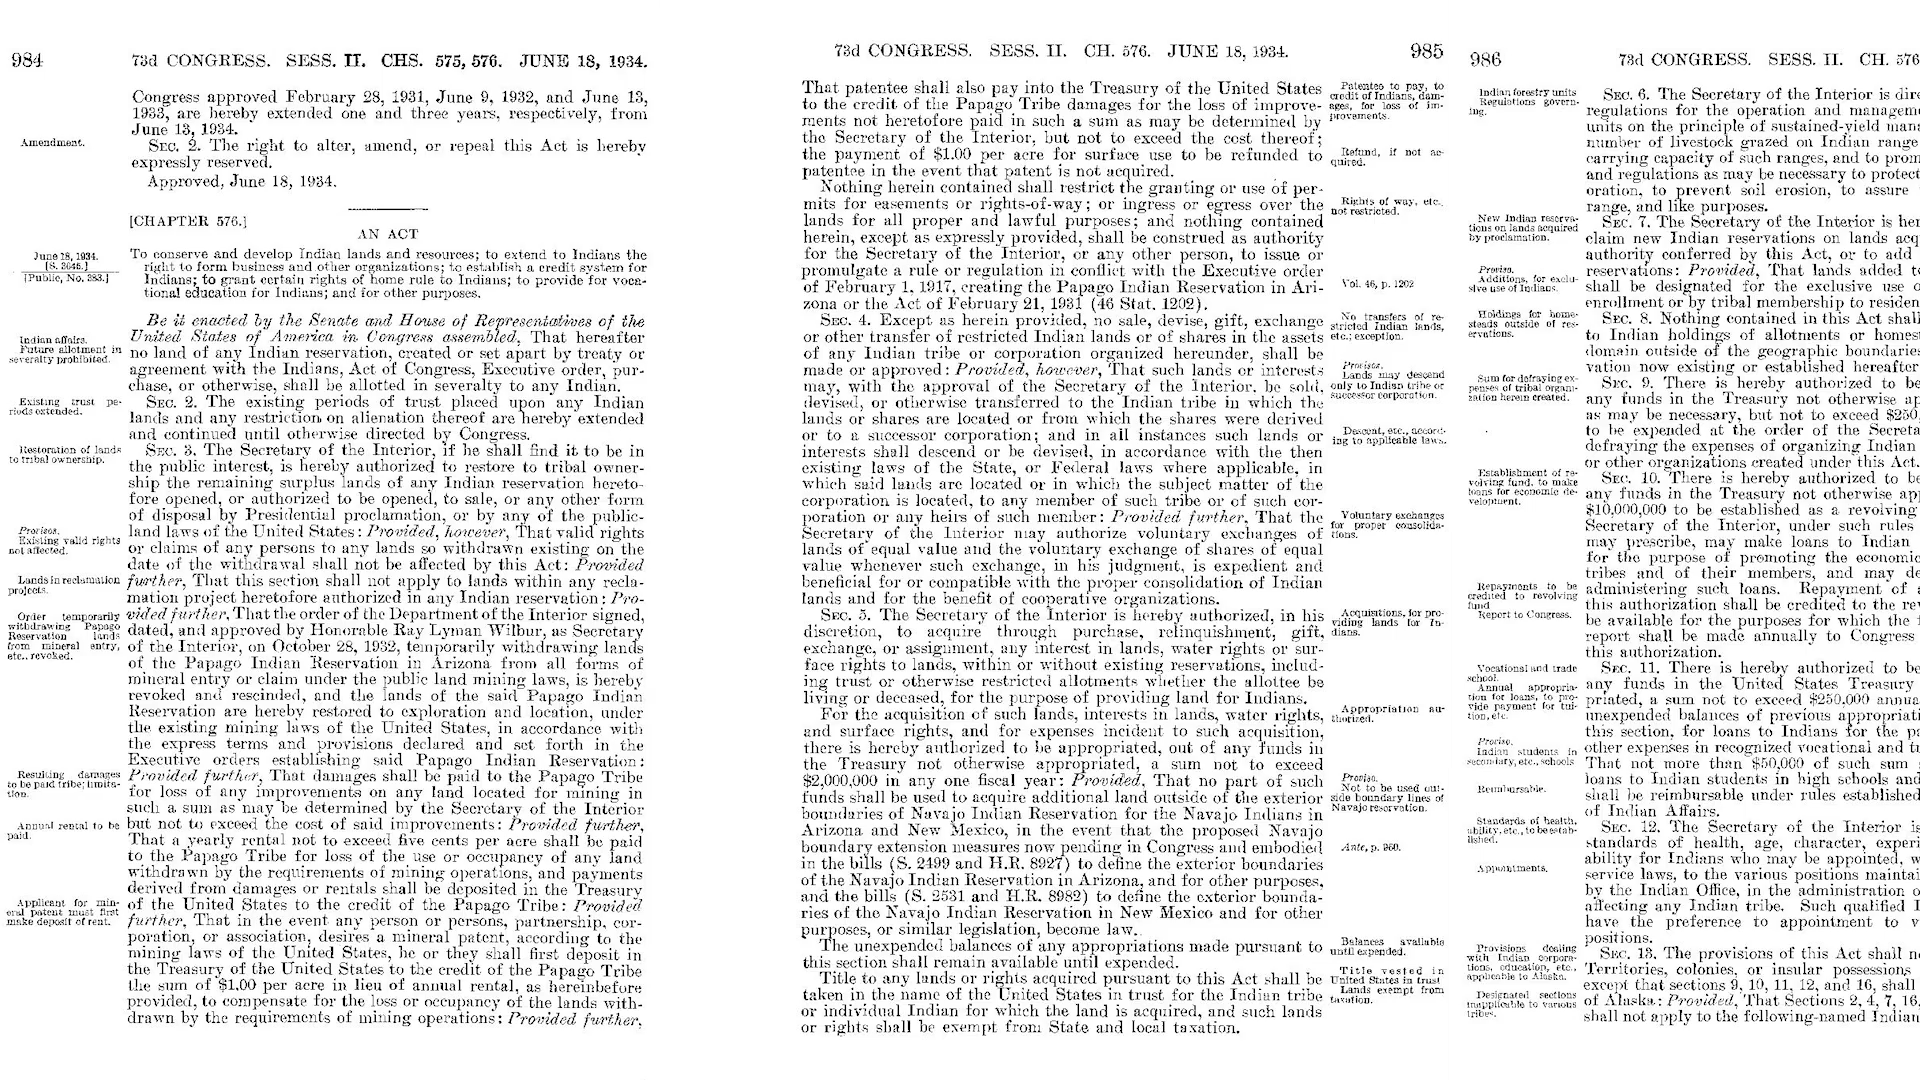 984
73d CONGRESS. SESS. II. CHS. 575, 576. JUNE 18, 1934.
Congress approved February 28, 1931, June 9, 1932, and June 13,
1933, are hereby extended one and three years, respectively, from
June 13, 1934.
Amendment.
SEC. 2. The right to alter, amend, or repeal this Act is hereby
expressly reserved.
Approved, June 18, 1934.
[CHAPTER 576.]
AN ACT
June 18, 1934.
[S. 3645.]
[Public, No. 383.]
To conserve and develop Indian lands and resources; to extend to Indians the
right to form business and other organizations; to establish a credit system for
Indians; to grant certain rights of home rule to Indians; to provide for voca-
tional education for Indians; and for other purposes.
Indian affairs.
Future allotment in
severalty prohibited.
Be it enacted by the Senate and House of Representatives of the
United States of America in Congress assembled, That hereafter
no land of any Indian reservation, created or set apart by treaty or
agreement with the Indians, Act of Congress, Executive order, pur-
chase, or otherwise, shall be allotted in severalty to any Indian.
Existing trust pe-
riods extended.
SEC. 2. The existing periods of trust placed upon any Indian
lands and any restriction on alienation thereof are hereby extended
and continued until otherwise directed by Congress.
Restoration of lands
to tribal ownership.
SEC. 3. The Secretary of the Interior, if he shall find it to be in
the public interest, is hereby authorized to restore to tribal owner-
ship the remaining surplus lands of any Indian reservation hereto-
fore opened, or authorized to be opened, to sale, or any other form
of disposal by Presidential proclamation, or by any of the public-
Provisos.
Existing valid rights
not affected.
land laws of the United States: Provided, however, That valid rights
or claims of any persons to any lands so withdrawn existing on the
date of the withdrawal shall not be affected by this Act: Provided
Lands in reclamation
projects.
further, That this section shall not apply to lands within any recla-
mation project heretofore authorized in any Indian reservation: Pro-
Order temporarily
withdrawing Papago
Reservation lands
from mineral entry,
etc., revoked.
vided further, That the order of the Department of the Interior signed,
dated, and approved by Honorable Ray Lyman Wilbur, as Secretary
of the Interior, on October 28, 1932, temporarily withdrawing lands
of the Papago Indian Reservation in Arizona from all forms of
mineral entry or claim under the public land mining laws, is hereby
revoked and rescinded, and the lands of the said Papago Indian
Reservation are hereby restored to exploration and location, under
the existing mining laws of the United States, in accordance with
the express terms and provisions declared and set forth in the
Executive orders establishing said Papago Indian Reservation:
Resulting damages
to be paid tribe; limita-
tion.
Provided further, That damages shall be paid to the Papago Tribe
for loss of any improvements on any land located for mining in
such a sum as may be determined by the Secretary of the Interior
Annual rental to be
paid.
but not to exceed the cost of said improvements: Provided further,
That a yearly rental not to exceed five cents per acre shall be paid
to the Papago Tribe for loss of the use or occupancy of any land
withdrawn by the requirements of mining operations, and payments
derived from damages or rentals shall be deposited in the Treasury
Applicant for min-
eral patent must first
make deposit of rent.
of the United States to the credit of the Papago Tribe: Provided
further, That in the event any person or persons, partnership, cor-
poration, or association, desires a mineral patent, according to the
mining laws of the United States, he or they shall first deposit in
the Treasury of the United States to the credit of the Papago Tribe
the sum of $1.00 per acre in lieu of annual rental, as hereinbefore
provided, to compensate for the loss or occupancy of the lands with-
drawn by the requirements of mining operations: Provided further,
73d CONGRESS. SESS. II. CH. 576. JUNE 18, 1934.
985
That patentee shall also pay into the Treasury of the United States
to the credit of the Papago Tribe damages for the loss of improve-
ments not heretofore paid in such a sum as may be determined by
the Secretary of the Interior, but not to exceed the cost thereof;
the payment of $1.00 per acre for surface use to be refunded to
patentee in the event that patent is not acquired.
Patentee to pay, to
credit of Indians, dam-
ages, for loss of im-
provements.
Refund, if not ac-
quired.
Nothing herein contained shall restrict the granting or use of per-
mits for easements or rights-of-way; or ingress or egress over the
lands for all proper and lawful purposes; and nothing contained
herein, except as expressly provided, shall be construed as authority
for the Secretary of the Interior, or any other person, to issue or
promulgate a rule or regulation in conflict with the Executive order
of February 1, 1917, creating the Papago Indian Reservation in Ari-
zona or the Act of February 21, 1931 (46 Stat. 1202).
Rights of way, etc.,
not restricted.
Vol. 46, p. 1202
SEC. 4. Except as herein provided, no sale, devise, gift, exchange
or other transfer of restricted Indian lands or of shares in the assets
of any Indian tribe or corporation organized hereunder, shall be
made or approved: Provided, however, That such lands or interests
may, with the approval of the Secretary of the Interior, be sold,
devised, or otherwise transferred to the Indian tribe in which the
lands or shares are located or from which the shares were derived
or to a successor corporation; and in all instances such lands or
interests shall descend or be devised, in accordance with the then
existing laws of the State, or Federal laws where applicable, in
which said lands are located or in which the subject matter of the
corporation is located, to any member of such tribe or of such cor-
poration or any heirs of such member: Provided further, That the
Secretary of the Interior may authorize voluntary exchanges of
lands of equal value and the voluntary exchange of shares of equal
value whenever such exchange, in his judgment, is expedient and
beneficial for or compatible with the proper consolidation of Indian
lands and for the benefit of cooperative organizations.
No transfers of re-
stricted Indian lands,
etc.; exception.
Provisos.
Lands may descend
only to Indian tribe or
successor corporation.
Descent, etc., accord-
ing to applicable laws.
Voluntary exchanges
for proper consolida-
tions.
SEC. 5. The Secretary of the Interior is hereby authorized, in his
discretion, to acquire through purchase, relinquishment, gift,
exchange, or assignment, any interest in lands, water rights or sur-
face rights to lands, within or without existing reservations, includ-
ing trust or otherwise restricted allotments whether the allottee be
living or deceased, for the purpose of providing land for Indians.
Acquisitions, for pro-
viding lands for In-
dians.
For the acquisition of such lands, interests in lands, water rights,
and surface rights, and for expenses incident to such acquisition,
there is hereby authorized to be appropriated, out of any funds in
the Treasury not otherwise appropriated, a sum not to exceed
$2,000,000 in any one fiscal year: Provided, That no part of such
funds shall be used to acquire additional land outside of the exterior
boundaries of Navajo Indian Reservation for the Navajo Indians in
Arizona and New Mexico, in the event that the proposed Navajo
boundary extension measures now pending in Congress and embodied
in the bills (S. 2499 and H.R. 8927) to define the exterior boundaries
of the Navajo Indian Reservation in Arizona, and for other purposes,
and the bills (S. 2531 and H.R. 8982) to define the exterior bounda-
ries of the Navajo Indian Reservation in New Mexico and for other
purposes, or similar legislation, become law.
Appropriation au-
thorized.
Proviso.
Not to be used out-
side boundary lines of
Navajo reservation.
Ante, p. 960.
The unexpended balances of any appropriations made pursuant to
this section shall remain available until expended.
Balances available
until expended.
Title to any lands or rights acquired pursuant to this Act shall be
taken in the name of the United States in trust for the Indian tribe
or individual Indian for which the land is acquired, and such lands
or rights shall be exempt from State and local taxation.
Title vested in
United States in trust
Lands exempt from
taxation.
986
73d CONGRESS. SESS. II. CH. 576
Indian forestry units
Regulations govern-
ing.
SEC. 6. The Secretary of the Interior is dire
regulations for the operation and manageme
units on the principle of sustained-yield man
number of livestock grazed on Indian range
carrying capacity of such ranges, and to prom
and regulations as may be necessary to protect
oration, to prevent soil erosion, to assure
range, and like purposes.
New Indian reserva-
tions on lands acquired
by proclamation.
Proviso.
Additions, for exclu-
sive use of Indians.
SEC. 7. The Secretary of the Interior is her
claim new Indian reservations on lands acq
authority conferred by this Act, or to add
reservations: Provided, That lands added to
shall be designated for the exclusive use o
enrollment or by tribal membership to residen
Holdings for home-
steads outside of res-
ervations.
SEC. 8. Nothing contained in this Act shall
to Indian holdings of allotments or homest
domain outside of the geographic boundaries
vation now existing or established hereafter
Sum for defraying ex-
penses of tribal organi-
zation herein created.
SEC. 9. There is hereby authorized to be
any funds in the Treasury not otherwise ap
as may be necessary, but not to exceed $250,
to be expended at the order of the Secreta
defraying the expenses of organizing Indian
or other organizations created under this Act.
Establishment of re-
volving fund, to make
loans for economic de-
velopment.
SEC. 10. There is hereby authorized to be
any funds in the Treasury not otherwise app
$10,000,000 to be established as a revolving
Secretary of the Interior, under such rules
may prescribe, may make loans to Indian
for the purpose of promoting the economic
tribes and of their members, and may de
Repayments to be
credited to revolving
fund
Report to Congress.
administering such loans. Repayment of a
this authorization shall be credited to the rev
be available for the purposes for which the f
report shall be made annually to Congress
this authorization.
Vocational and trade
school.
Annual appropria-
tion for loans, to pro-
vide payment for tui-
tion, etc.
Proviso.
Indian students in
secondary, etc., schools
Reimbursable.
SEC. 11. There is hereby authorized to be
any funds in the United States Treasury
priated, a sum not to exceed $250,000 annua
unexpended balances of previous appropriati
this section, for loans to Indians for the pa
other expenses in recognized vocational and tr
That not more than $50,000 of such sum
loans to Indian students in high schools and
shall be reimbursable under rules established
of Indian Affairs.
Standards of health,
ability, etc., to be estab-
lished.
Appointments.
SEC. 12. The Secretary of the Interior is
standards of health, age, character, experi
ability for Indians who may be appointed, w
service laws, to the various positions maintai
by the Indian Office, in the administration o
affecting any Indian tribe. Such qualified I
have the preference to appointment to v
positions.
Provisions dealing
with Indian corpora-
tions, education, etc.,
applicable to Alaska.
Designated sections
inapplicable to various
tribes.
SEC. 13. The provisions of this Act shall no
Territories, colonies, or insular possessions
except that sections 9, 10, 11, 12, and 16, shall
of Alaska: Provided, That Sections 2, 4, 7, 16,
shall not apply to the following-named Indian